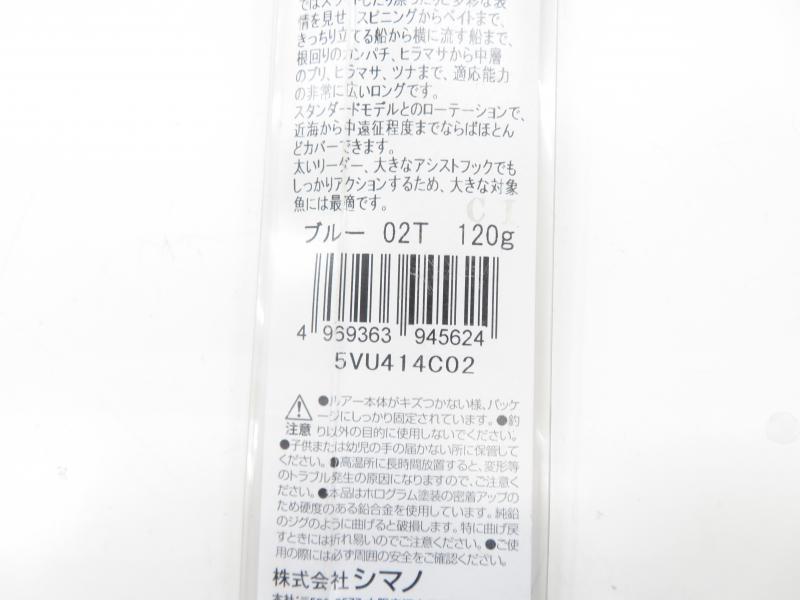 情を見せ、スピニングからベイトまで、
きっちり立てる船から横に流す船まで、
根回りのカンパチ、ヒラマサから中層
のブリ、ヒラマサ、ツナまで、適応能力
の非常に広いロングです。
スタンダードモデルとのローテーションで、
近海から中遠征程度までならばほとん
どカバーできます。
太いリーダー、大きなアシストフックでも
しっかりアクションするため、大きな対象
魚には最適です。
ブルー 02T 120g
4 969363 945624
5VU414C02
●ルアー本体がキズつかない様、パッケ
ージにしっかり固定されています。●釣
注意 り以外の目的に使用しないでください。
●子供または幼児の手の届かない所に保管して
ください。●高温所に長時間放置すると、変形等
のトラブル発生の原因になりますので、ご注意く
ださい。●本品はホログラム塗装の密着アップの
ため硬度のある鉛合金を使用しています。純鉛
のジグのように曲げると破損します。特に曲げ戻
すときには折れ易いのでご注意ください。●ご使
用の際には必ず周囲の安全をご確認ください。
株式会社シマノ